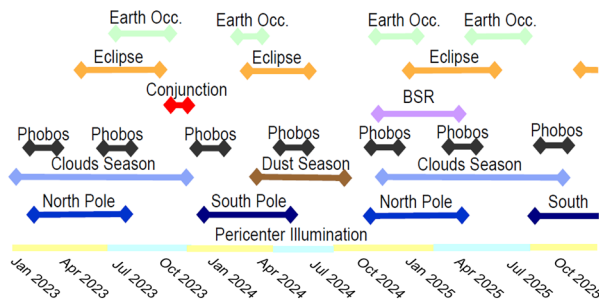 Earth Occ. Earth Occ. Earth Occ. Earth Occ.
Eclipse Eclipse Eclipse
Conjunction BSR
Phobos Phobos Phobos Phobos Phobos Phobos Phobos
Clouds Season Dust Season Clouds Season
North Pole South Pole North Pole South
Pericenter Illumination
Jan 2023 Apr 2023 Jul 2023 Oct 2023 Jan 2024 Apr 2024 Jul 2024 Oct 2024 Jan 2025 Apr 2025 Jul 2025 Oct 2025